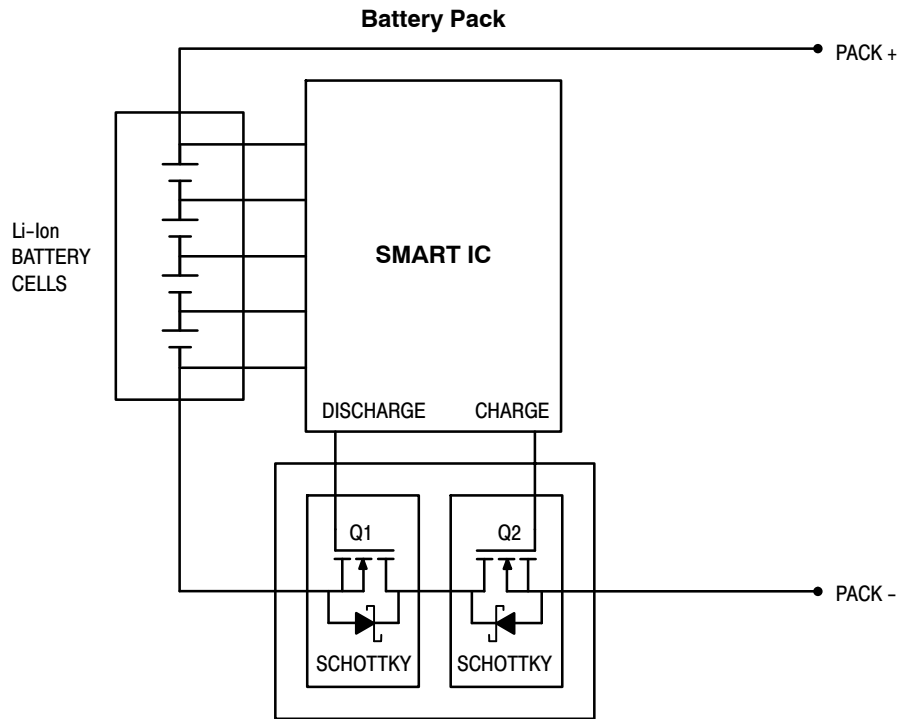 Battery Pack
PACK +
Li–Ion
BATTERY
CELLS
SMART IC
DISCHARGE
CHARGE
Q1
Q2
SCHOTTKY
SCHOTTKY
PACK –